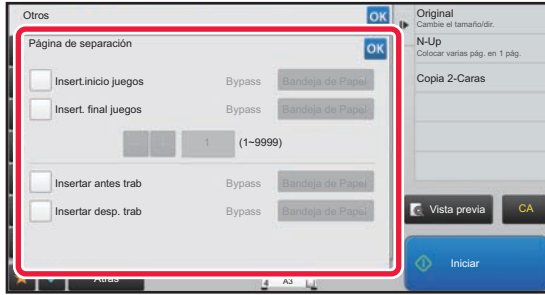 Otros
OK
Página de separación
OK
Insert.inicio juegos Bypass Bandeja de Papel
Insert. final juegos Bypass Bandeja de Papel
- + 1 (1~9999)
Insertar antes trab Bypass Bandeja de Papel
Insertar desp. trab Bypass Bandeja de Papel
Atrás
A3
Original
Cambie el tamaño/dir.
N-Up
Colocar varias pág. en 1 pág.
Copia 2-Caras
Vista previa
CA
Iniciar